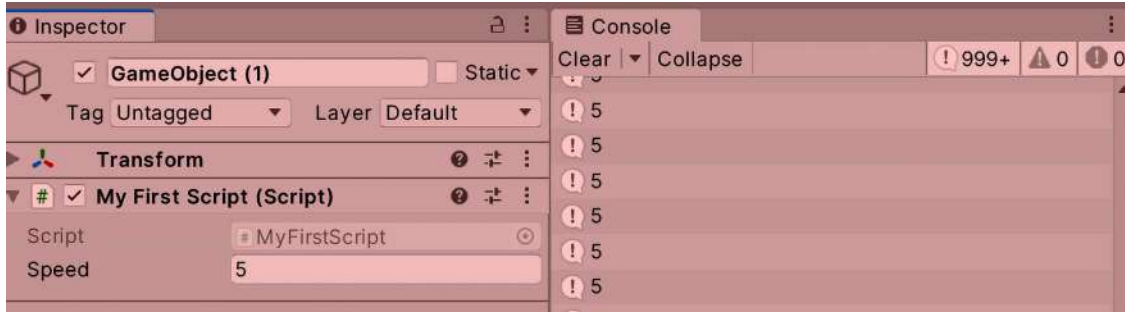 Inspector
GameObject (1)
Static
Tag Untagged
Layer Default
Transform
My First Script (Script)
Script
# MyFirstScript
Speed
5
Console
Clear
Collapse
999+
0
0
5
5
5
5
5
5